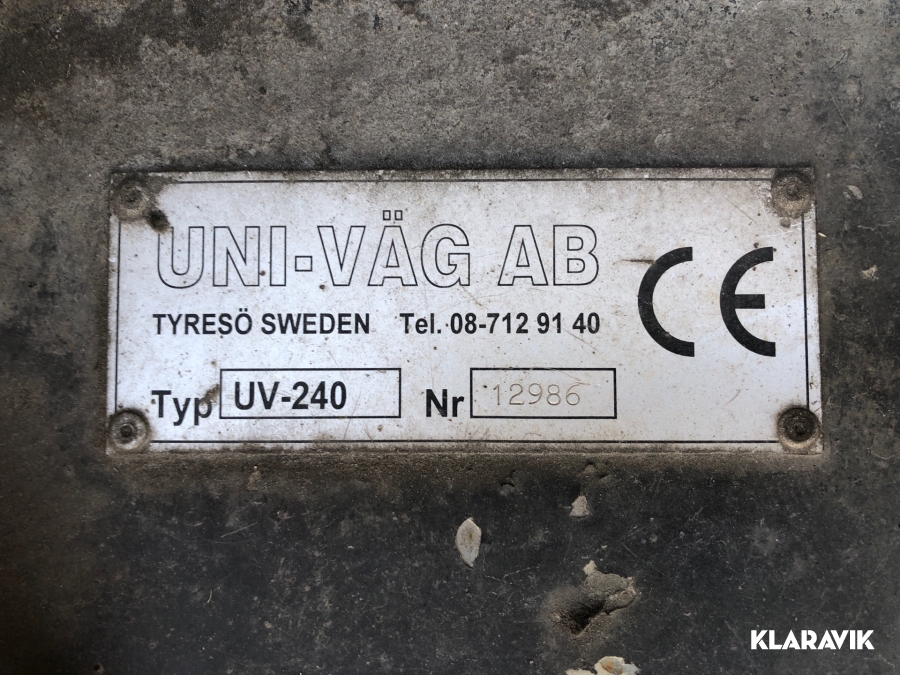 UNI-VÄG AB
CE
TYRESÖ SWEDEN Tel. 08-712 91 40
Typ UV-240 Nr 12986
KLARAVIK